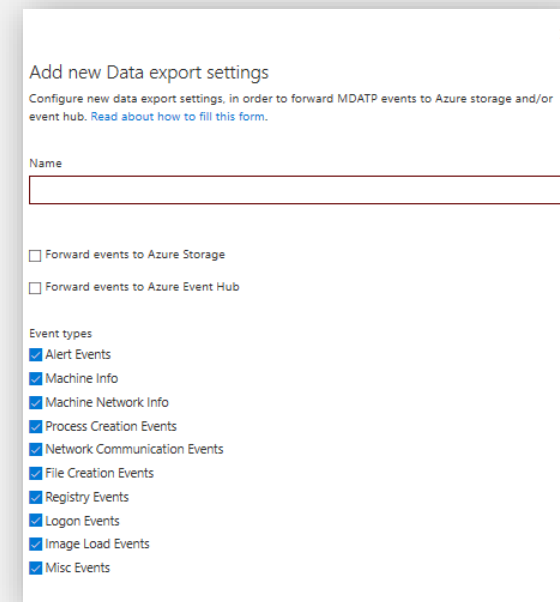 Add new Data export settings
Configure new data export settings, in order to forward MDATP events to Azure storage and/or
event hub. Read about how to fill this form.
Name
Forward events to Azure Storage
Forward events to Azure Event Hub
Event types
Alert Events
Machine Info
Machine Network Info
Process Creation Events
Network Communication Events
File Creation Events
Registry Events
Logon Events
Image Load Events
Misc Events